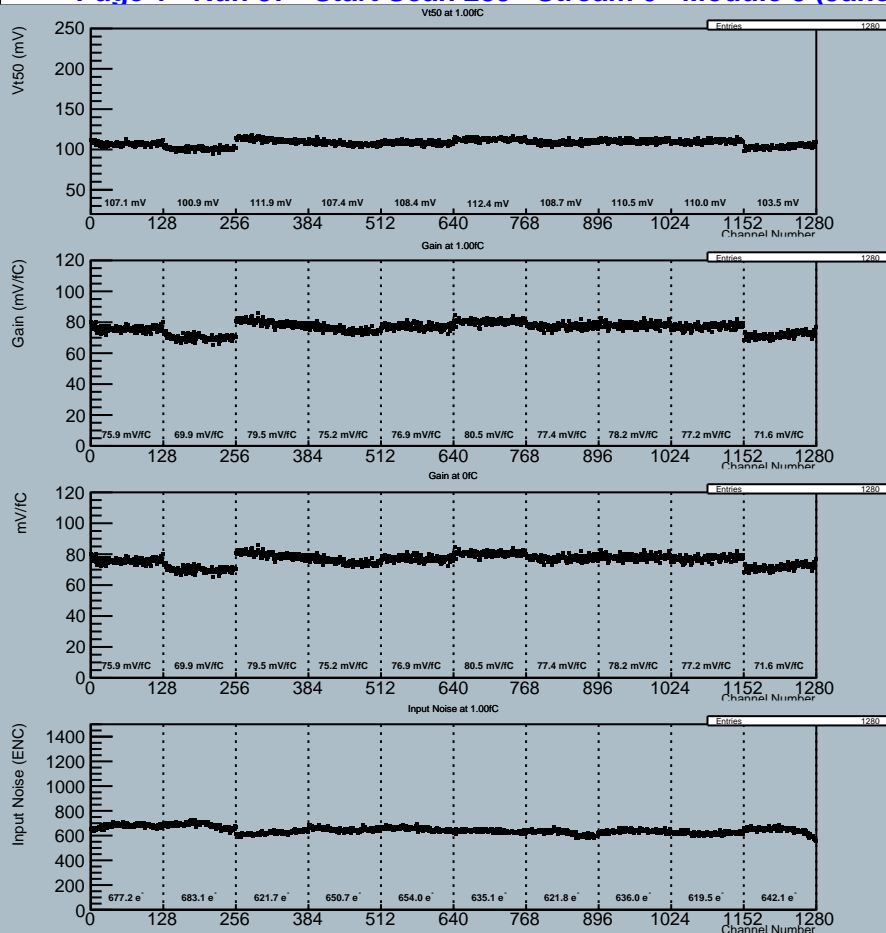 Vt50 at 1.00fC
Entries 1280
Vt50 (mV)
250
200
150
100
50
107.1 mV 100.9 mV 111.9 mV 107.4 mV 108.4 mV 112.4 mV 108.7 mV 110.5 mV 110.0 mV 103.5 mV
0 128 256 384 512 640 768 896 1024 1152 1280
Channel Number
Gain at 1.00fC
Entries 1280
Gain (mV/fC)
120
100
80
60
40
20
0
75.9 mV/fC 69.9 mV/fC 79.5 mV/fC 75.2 mV/fC 76.9 mV/fC 80.5 mV/fC 77.4 mV/fC 78.2 mV/fC 77.2 mV/fC 71.6 mV/fC
0 128 256 384 512 640 768 896 1024 1152 1280
Channel Number
Gain at 0fC
Entries 1280
mV/fC
120
100
80
60
40
20
0
75.9 mV/fC 69.9 mV/fC 79.5 mV/fC 75.2 mV/fC 76.9 mV/fC 80.5 mV/fC 77.4 mV/fC 78.2 mV/fC 77.2 mV/fC 71.6 mV/fC
0 128 256 384 512 640 768 896 1024 1152 1280
Channel Number
Input Noise at 1.00fC
Entries 1280
Input Noise (ENC)
1400
1200
1000
800
600
400
200
0
677.2 e⁻ 683.1 e⁻ 621.7 e⁻ 650.7 e⁻ 654.0 e⁻ 635.1 e⁻ 621.8 e⁻ 636.0 e⁻ 619.5 e⁻ 642.1 e⁻
0 128 256 384 512 640 768 896 1024 1152 1280
Channel Number